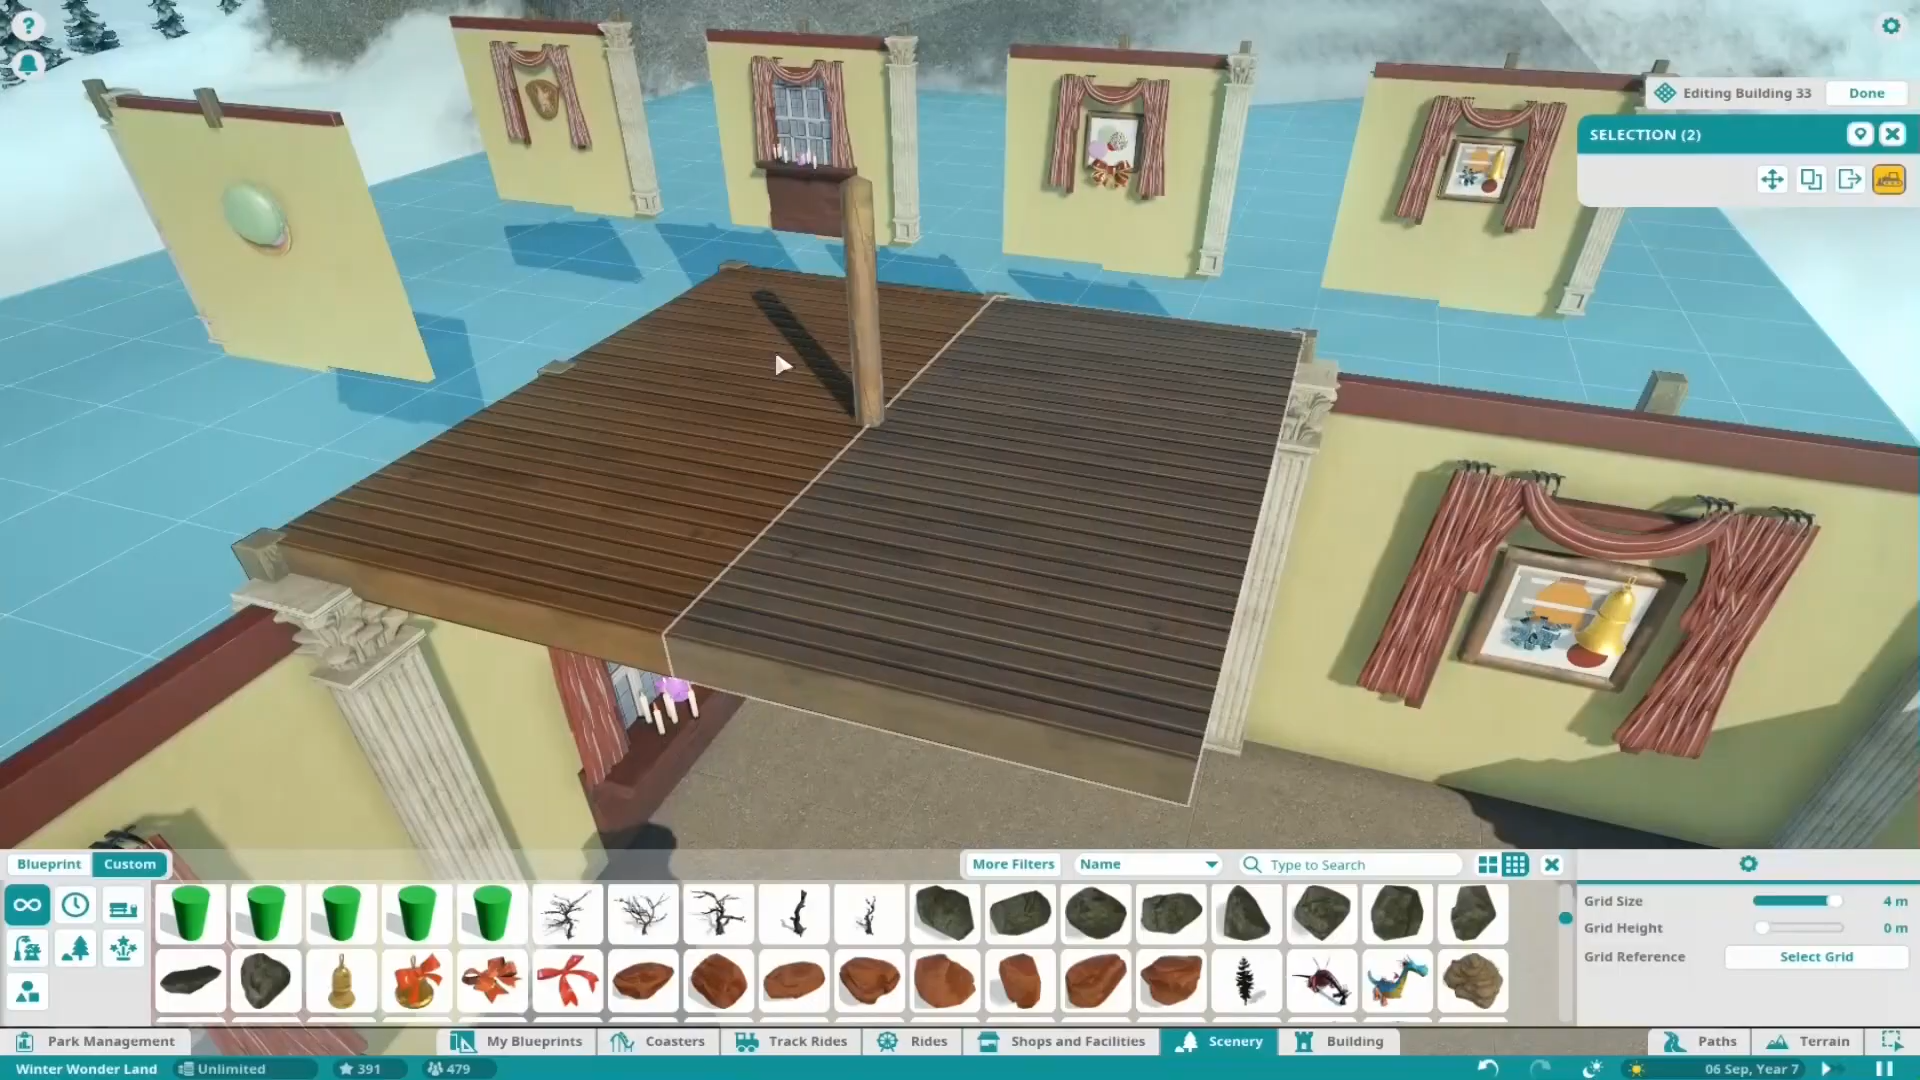 ?
Editing Building 33 Done
SELECTION (2)
Blueprint Custom
More Filters Name Type to Search
Grid Size 4 m
Grid Height 0 m
Grid Reference Select Grid
Park Management My Blueprints Coasters Track Rides Rides Shops and Facilities Scenery Building Paths Terrain
Winter Wonder Land Unlimited 391 479 06 Sep, Year 7